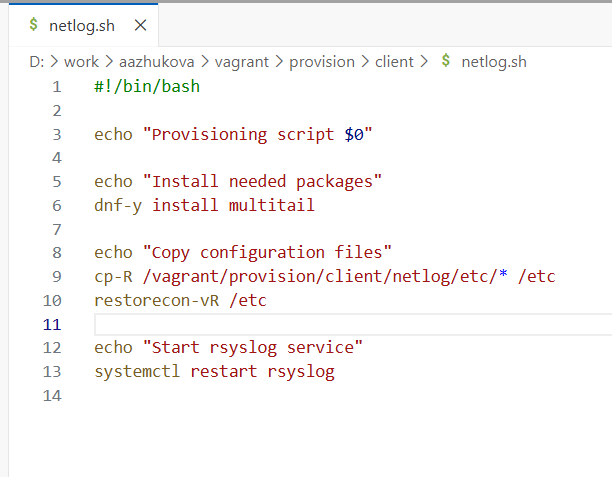 $ netlog.sh ×
D: > work > aazhukova > vagrant > provision > client > $ netlog.sh
1 #!/bin/bash
2
3 echo "Provisioning script $0"
4
5 echo "Install needed packages"
6 dnf-y install multitail
7
8 echo "Copy configuration files"
9 cp-R /vagrant/provision/client/netlog/etc/* /etc
10 restorecon-vR /etc
11
12 echo "Start rsyslog service"
13 systemctl restart rsyslog
14